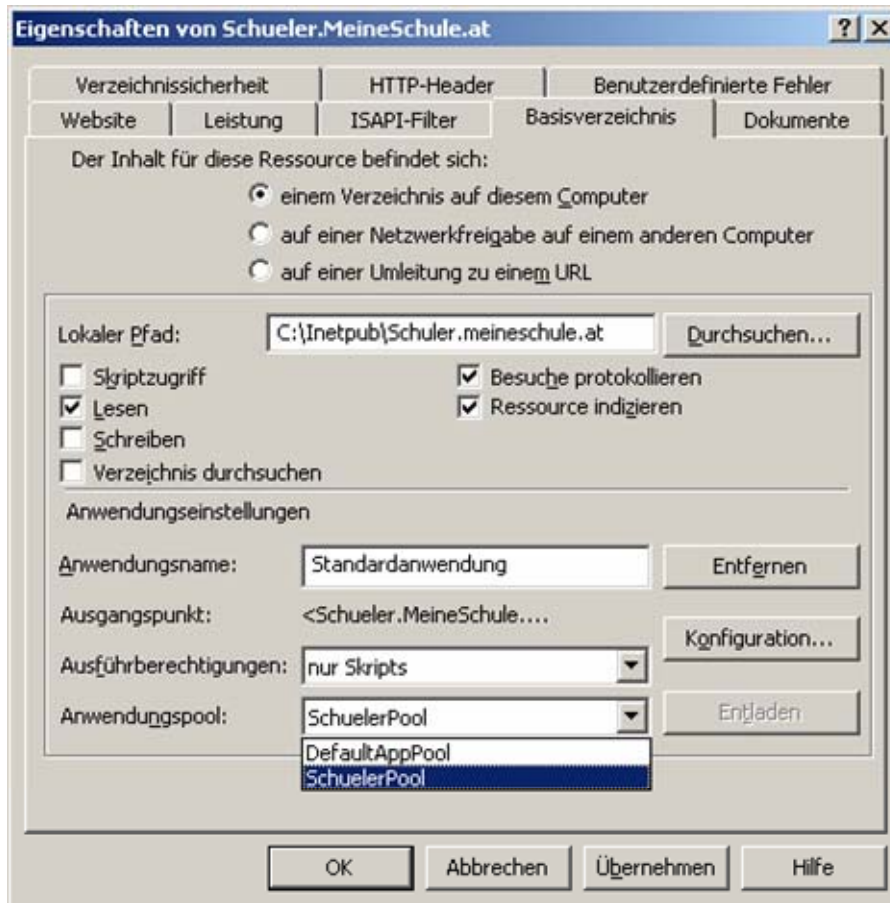 Eigenschaften von Schueler.MeineSchule.at
Verzeichnissicherheit HTTP-Header Benutzerdefinierte Fehler
Website Leistung ISAPI-Filter Basisverzeichnis Dokumente
Der Inhalt für diese Ressource befindet sich:
einem Verzeichnis auf diesem Computer
auf einer Netzwerkfreigabe auf einem anderen Computer
auf einer Umleitung zu einem URL
Lokaler Pfad: C:\Inetpub\Schuler.meineschule.at Durchsuchen...
Skriptzugriff Besuche protokollieren
Lesen Ressource indizieren
Schreiben
Verzeichnis durchsuchen
Anwendungseinstellungen
Anwendungsname: Standardanwendung Entfernen
Ausgangspunkt: <Schueler.MeineSchule....
Konfiguration...
Ausführberechtigungen: nur Skripts
Anwendungspool: SchuelerPool Entladen
DefaultAppPool
SchuelerPool
OK Abbrechen Übernehmen Hilfe